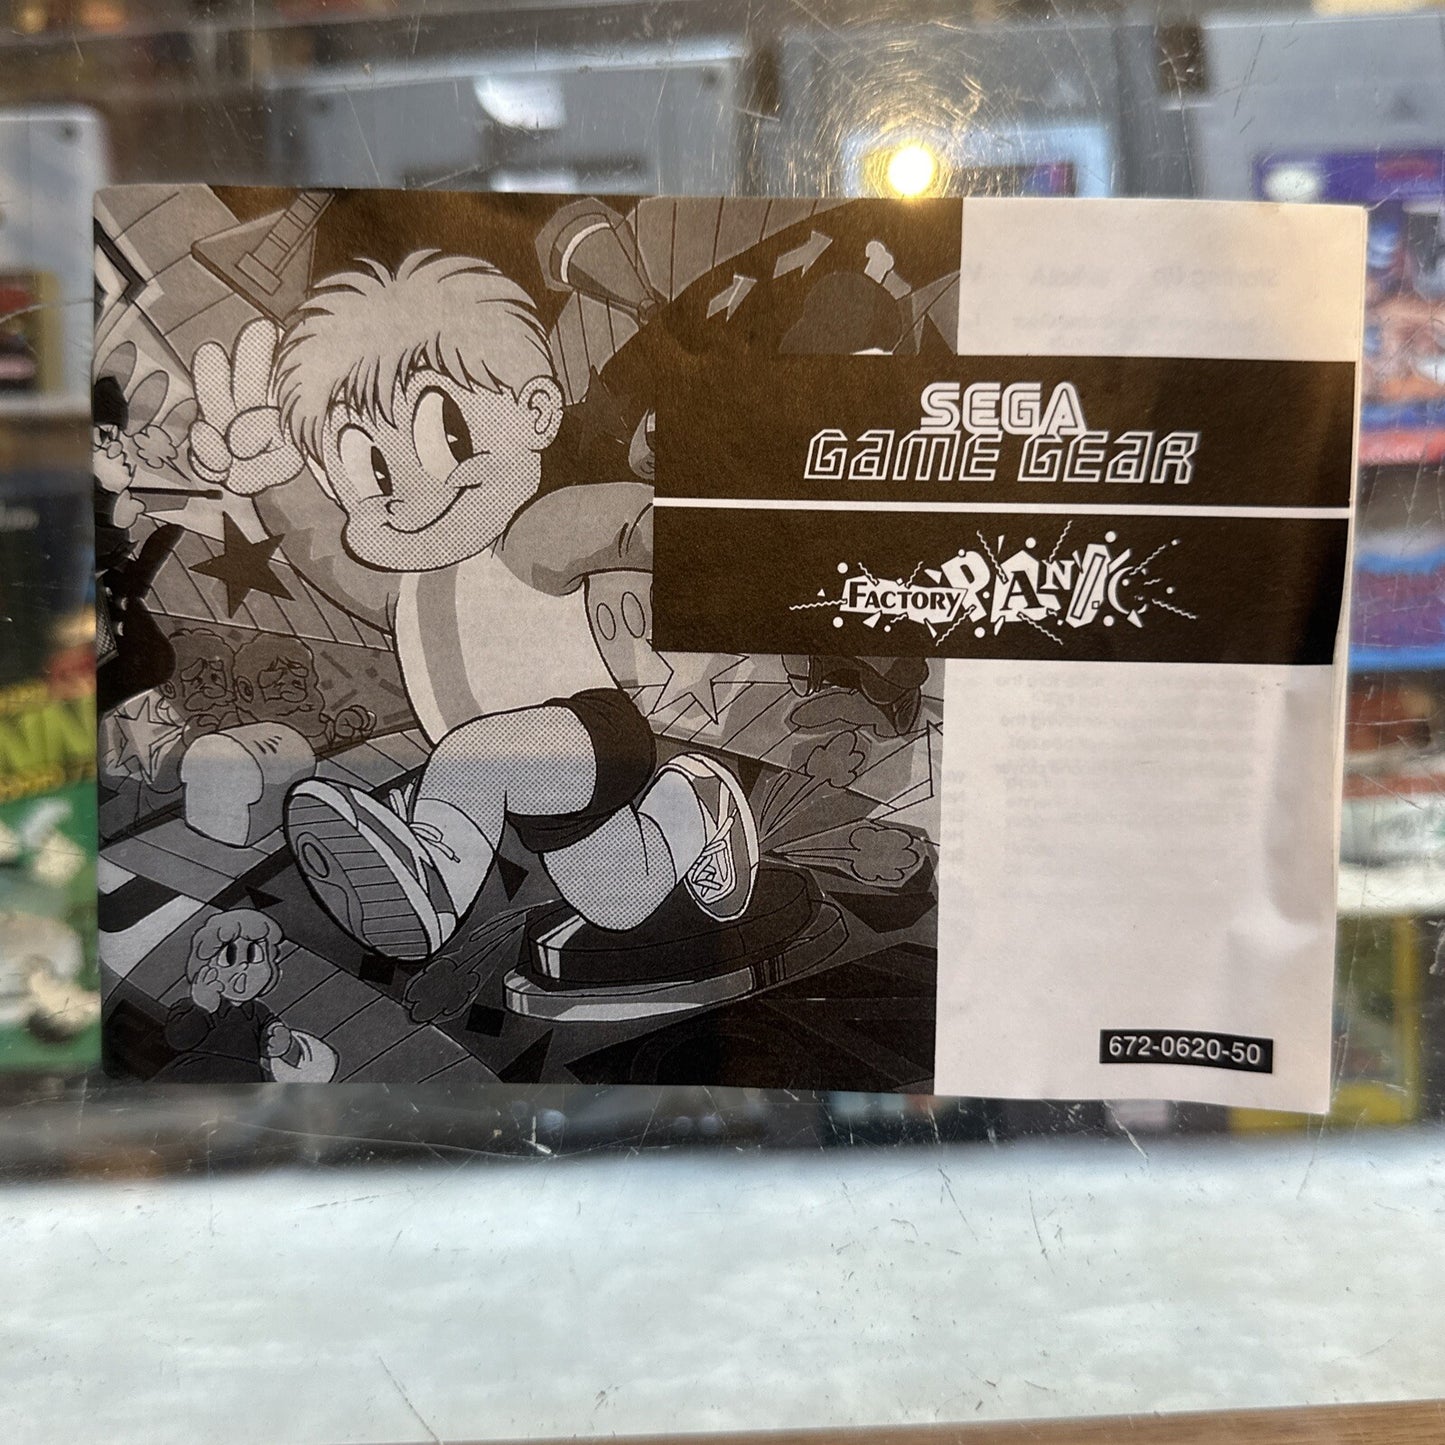 SEGA
GAME GEAR
FACTORY PANIC
672-0620-50